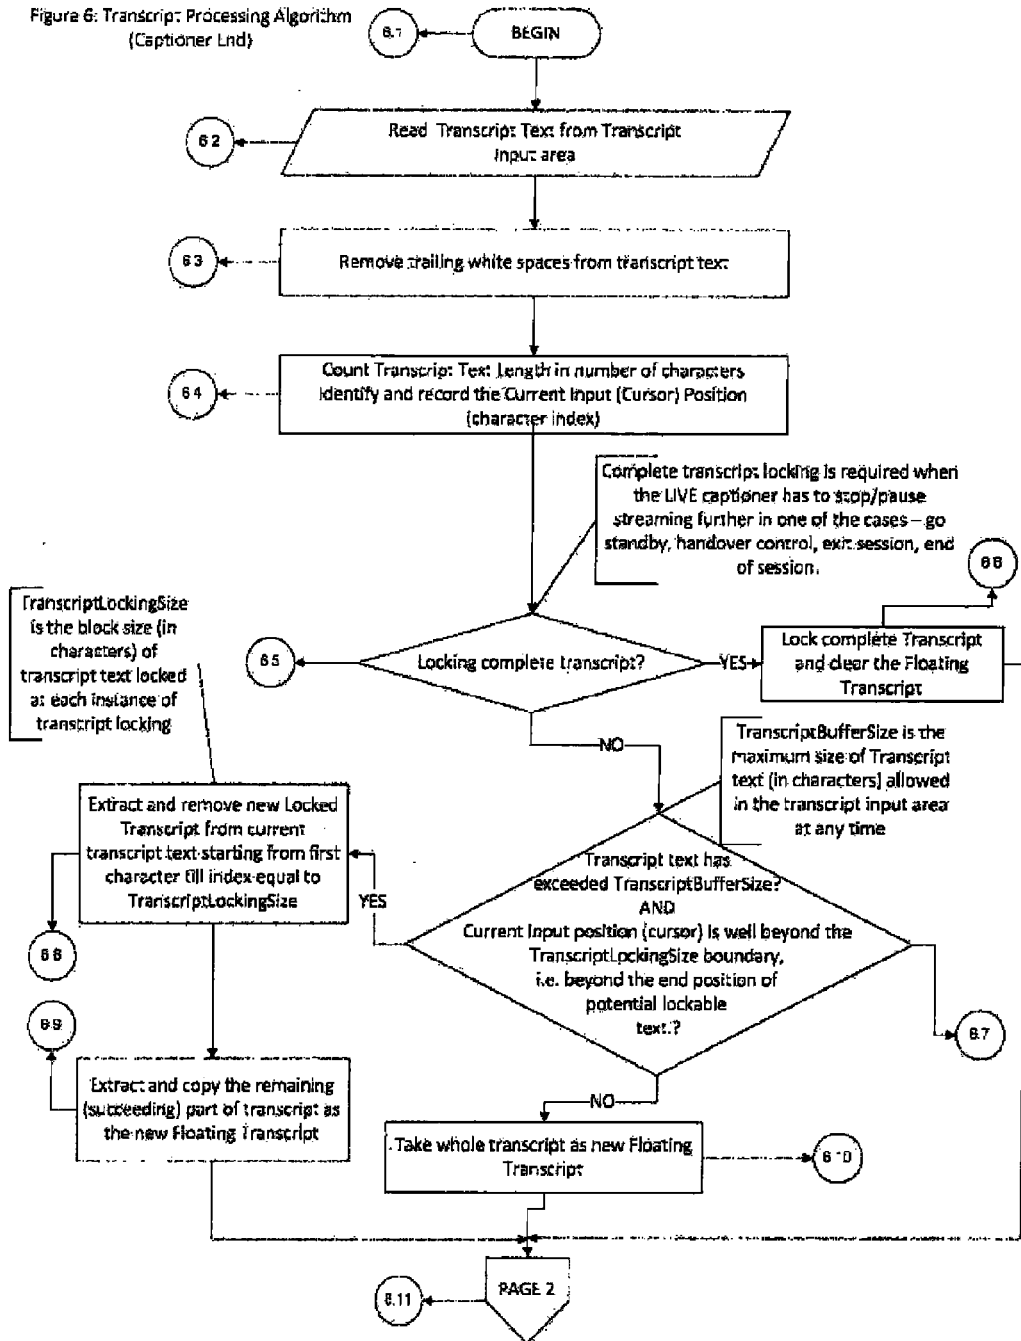 Figure 6: Transcript Processing Algorithm
(Captioner End)
6.1
BEGIN
6.2
Read Transcript Text from Transcript
Input area
6.3
Remove trailing white spaces from transcript text
6.4
Count Transcript Text Length in number of characters
Identify and record the Current Input (Cursor) Position
(character index)
Complete transcript locking is required when
the LIVE captioner has to stop/pause
streaming further in one of the cases – go
standby, handover control, exit session, end
of session.
6.6
TranscriptLockingSize
is the block size (in
characters) of
transcript text locked
at each instance of
transcript locking
6.5
Locking complete transcript?
YES
Lock complete Transcript
and clear the Floating
Transcript
NO
TranscriptBufferSize is the
maximum size of Transcript
text (in characters) allowed
in the transcript input area
at any time
Extract and remove new Locked
Transcript from current
transcript text starting from first
character till index equal to
TranscriptLockingSize
YES
Transcript text has
exceeded TranscriptBufferSize?
AND
Current Input position (cursor) is well beyond the
TranscriptLockingSize boundary,
i.e. beyond the end position of
potential lockable
text.?
6.8
6.9
6.7
Extract and copy the remaining
(succeeding) part of transcript as
the new Floating Transcript
NO
Take whole transcript as new Floating
Transcript
6.10
PAGE 2
6.11